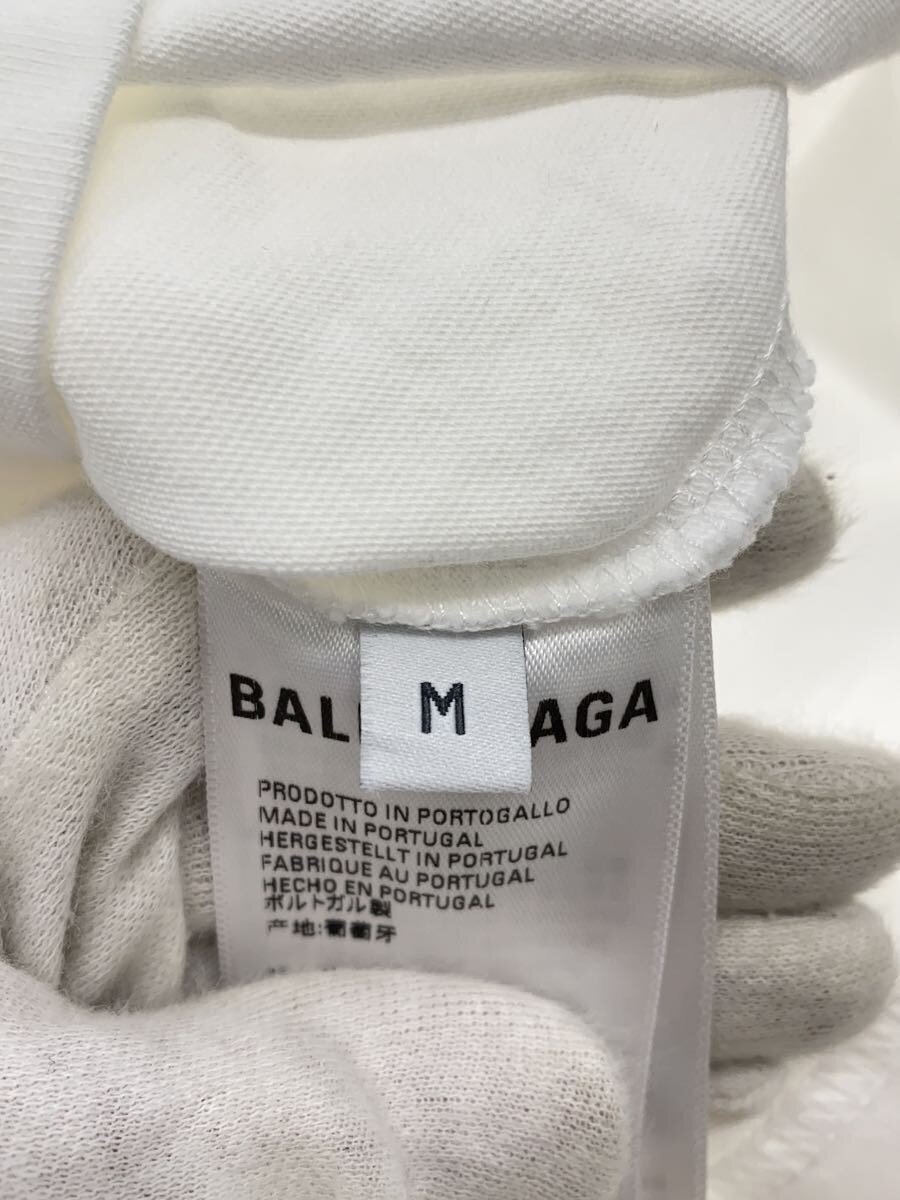 M
BAL AGA
PRODOTTO IN PORTOGALLO
MADE IN PORTUGAL
HERGESTELLT IN PORTUGAL
FABRIQUE AU PORTUGAL
HECHO EN PORTUGAL
ポルトガル製
产地:葡萄牙